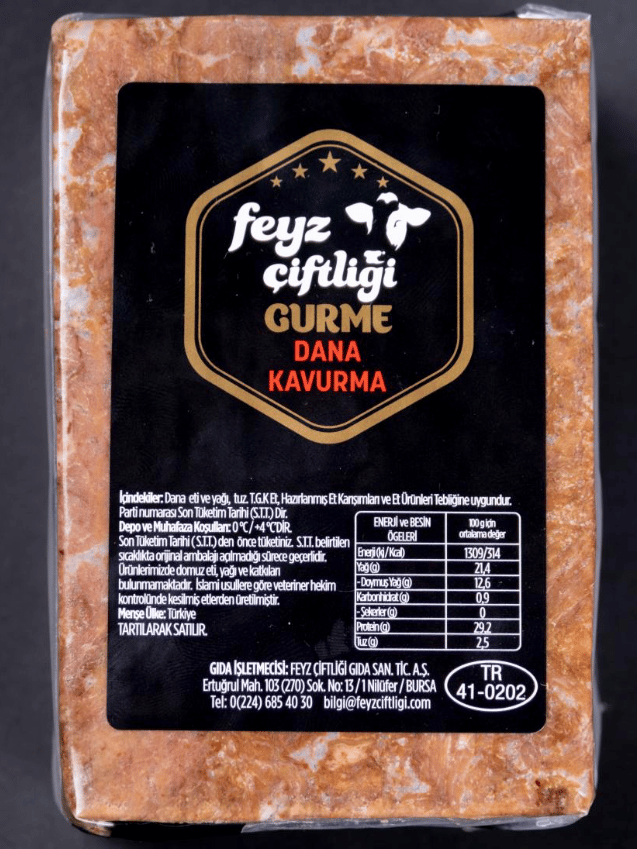 feyz
çiftliği
GURME
DANA
KAVURMA
İçindekiler: Dana eti ve yağı, tuz. T.G.K Et, Hazırlanmış Et Karışımları ve Et Ürünleri Tebliğine uygundur.
Parti numarası Son Tüketim Tarihi (S.T.T.) Dir.
Depo ve Muhafaza Koşulları: 0 °C / +4 °C'DİR.
Son Tüketim Tarihi (S.T.T.) den önce tüketiniz. S.T.T. belirtilen
sıcaklıkta orijinal ambalajı açılmadığı sürece geçerlidir.
Ürünlerimizde domuz eti, yağı ve katkıları
bulunmamaktadır. İslami usullere göre veteriner hekim
kontrolünde kesilmiş etlerden üretilmiştir.
Menşe Ülke: Türkiye
TARTILARAK SATILIR.
ENERJİ ve BESİN ÖGELERİ 100 g için ortalama değer
Enerji (kj / Kcal) 1309/314
Yağ (g) 21,4
- Doymuş Yağ (g) 12,6
Karbonhidrat (g) 0,9
- Şekerler (g) 0
Protein (g) 29,2
Tuz (g) 2,5
GIDA İŞLETMECİSİ: FEYZ ÇİFTLİĞİ GIDA SAN. TİC. A.Ş.
Ertuğrul Mah. 103 (270) Sok. No: 13 / 1 Nilüfer / BURSA
Tel: 0(224) 685 40 30 bilgi@feyzciftligi.com
TR
41-0202